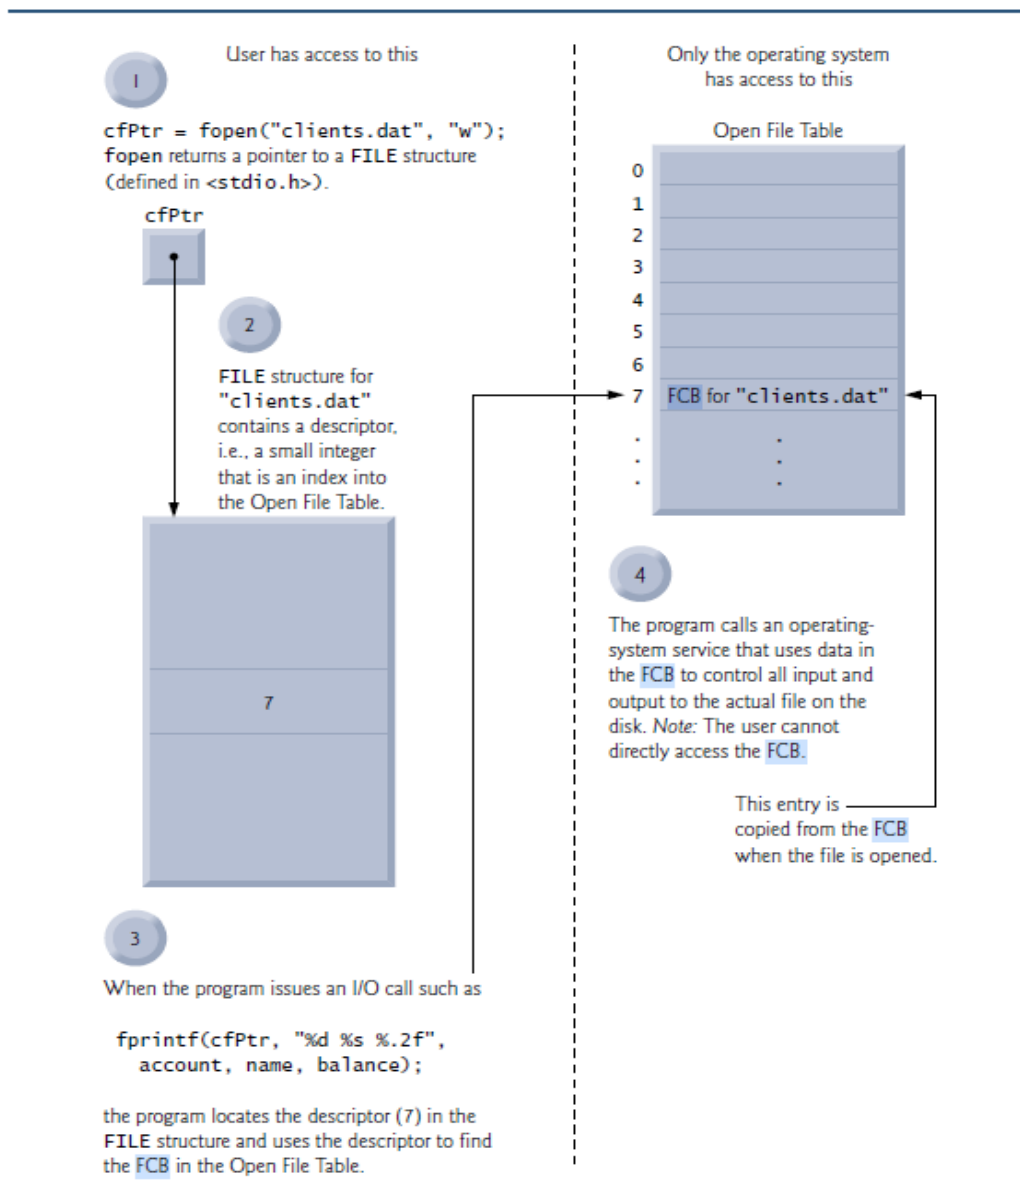 User has access to this
1
cfPtr = fopen("clients.dat", "w");
fopen returns a pointer to a FILE structure
(defined in <stdio.h>).
cfPtr
2
FILE structure for
"clients.dat"
contains a descriptor,
i.e., a small integer
that is an index into
the Open File Table.
7
3
When the program issues an I/O call such as
fprintf(cfPtr, "%d %s %.2f",
account, name, balance);
the program locates the descriptor (7) in the
FILE structure and uses the descriptor to find
the FCB in the Open File Table.
Only the operating system
has access to this
Open File Table
0
1
2
3
4
5
6
7 FCB for "clients.dat"
. .
. .
. .
4
The program calls an operating-
system service that uses data in
the FCB to control all input and
output to the actual file on the
disk. Note: The user cannot
directly access the FCB.
This entry is
copied from the FCB
when the file is opened.